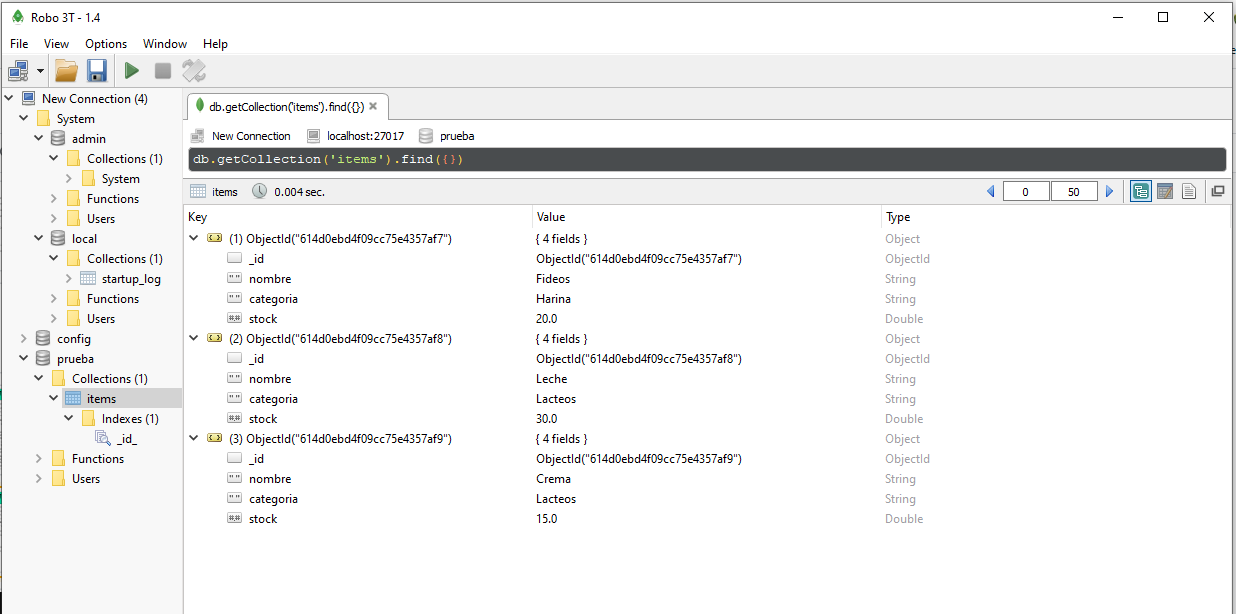 Robo 3T - 1.4
File View Options Window Help
New Connection (4)
System
admin
Collections (1)
System
Functions
Users
local
Collections (1)
startup_log
Functions
Users
config
prueba
Collections (1)
items
Indexes (1)
_id_
Functions
Users
db.getCollection('items').find({})
New Connection localhost:27017 prueba
db.getCollection('items').find({})
items 0.004 sec. 0 50
Key Value Type
(1) ObjectId("614d0ebd4f09cc75e4357af7") { 4 fields } Object
_id ObjectId("614d0ebd4f09cc75e4357af7") ObjectId
nombre Fideos String
categoria Harina String
stock 20.0 Double
(2) ObjectId("614d0ebd4f09cc75e4357af8") { 4 fields } Object
_id ObjectId("614d0ebd4f09cc75e4357af8") ObjectId
nombre Leche String
categoria Lacteos String
stock 30.0 Double
(3) ObjectId("614d0ebd4f09cc75e4357af9") { 4 fields } Object
_id ObjectId("614d0ebd4f09cc75e4357af9") ObjectId
nombre Crema String
categoria Lacteos String
stock 15.0 Double